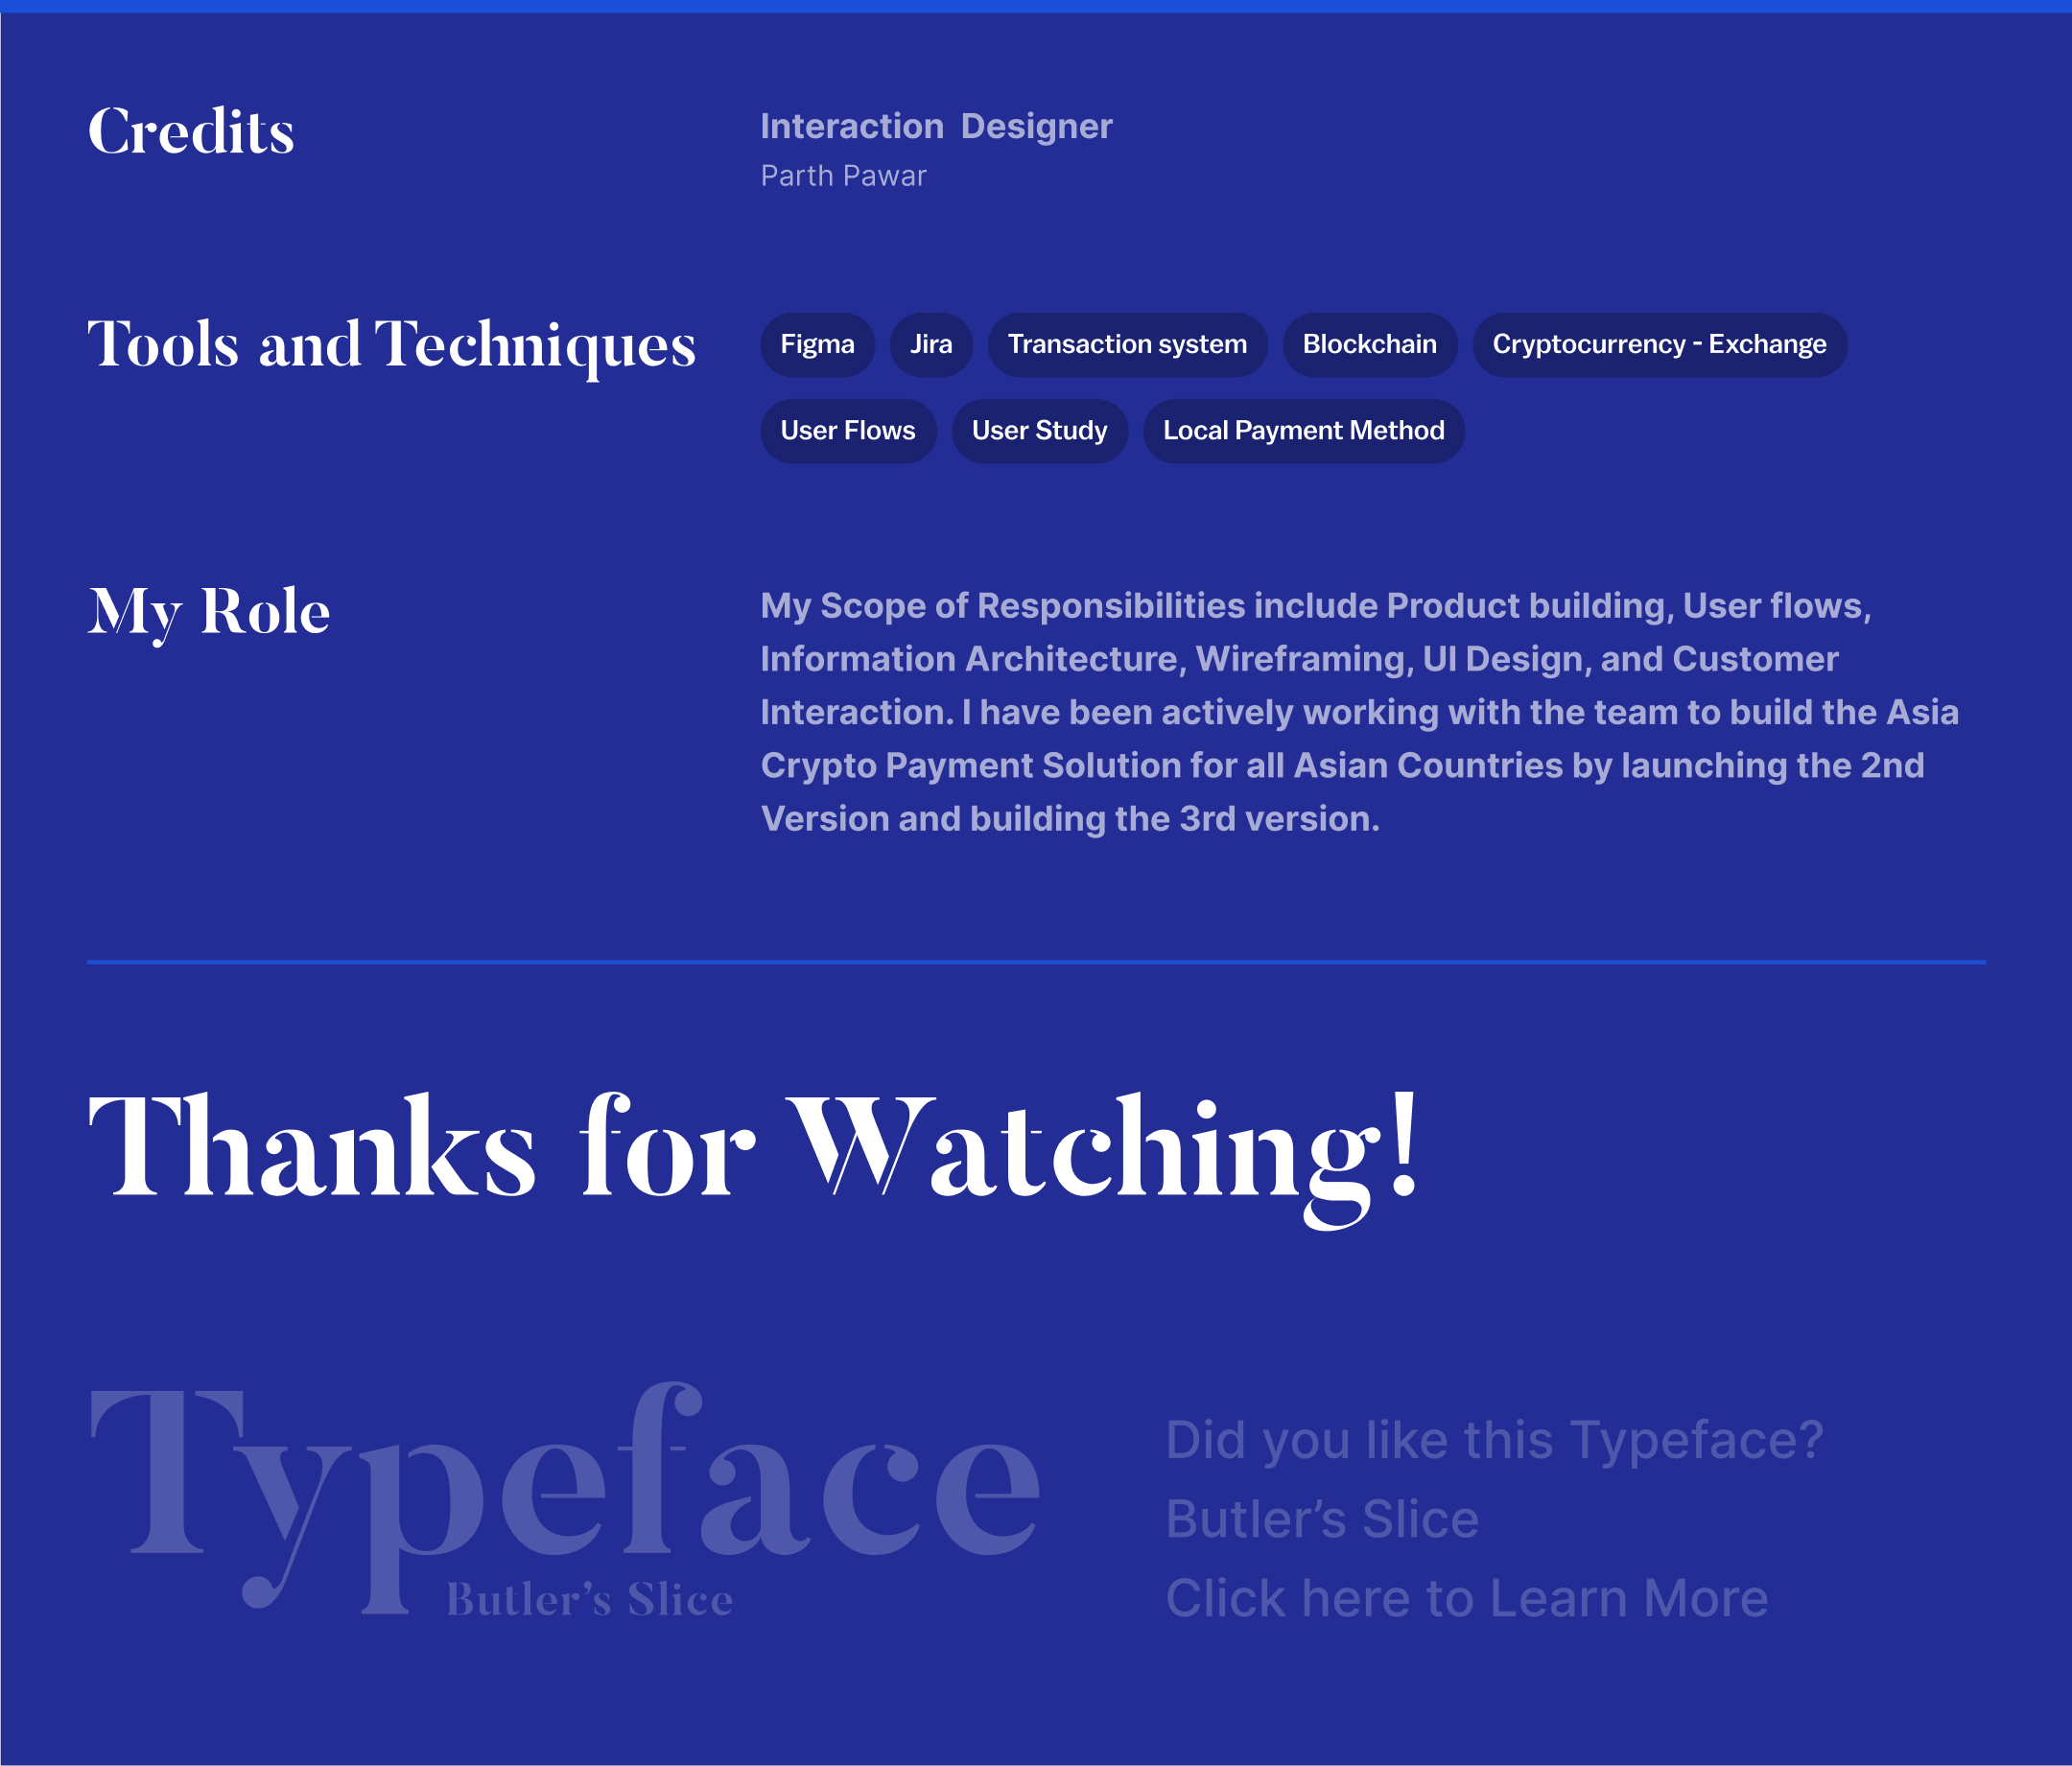 Credits
Interaction Designer
Parth Pawar
Tools and Techniques
Figma Jira Transaction system Blockchain Cryptocurrency - Exchange
User Flows User Study Local Payment Method
My Role
My Scope of Responsibilities include Product building, User flows,
Information Architecture, Wireframing, UI Design, and Customer
Interaction. I have been actively working with the team to build the Asia
Crypto Payment Solution for all Asian Countries by launching the 2nd
Version and building the 3rd version.
Thanks for Watching!
Typeface
Butler’s Slice
Did you like this Typeface?
Butler’s Slice
Click here to Learn More